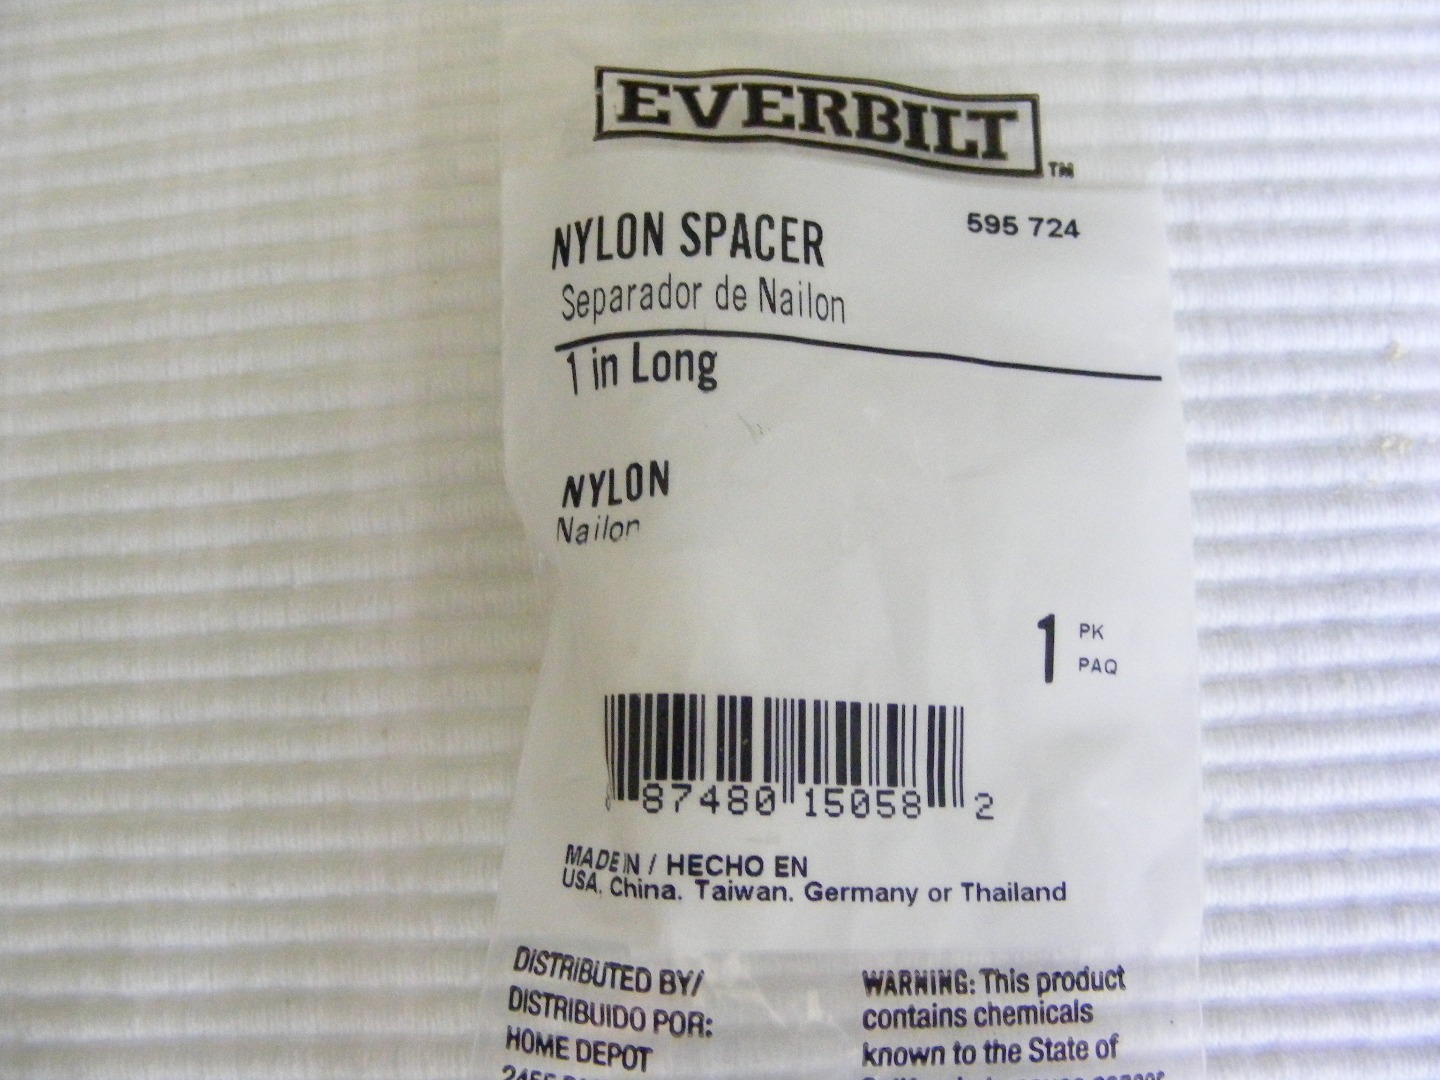 EVERBILT TM
NYLON SPACER 595 724
Separador de Nailon
1 in Long
NYLON
Nailon
1 PK
PAQ
87480 15058 2
MADE IN / HECHO EN
USA. China. Taiwan. Germany or Thailand
DISTRIBUTED BY/
DISTRIBUIDO POR:
HOME DEPOT
WARNING: This product
contains chemicals
known to the State of